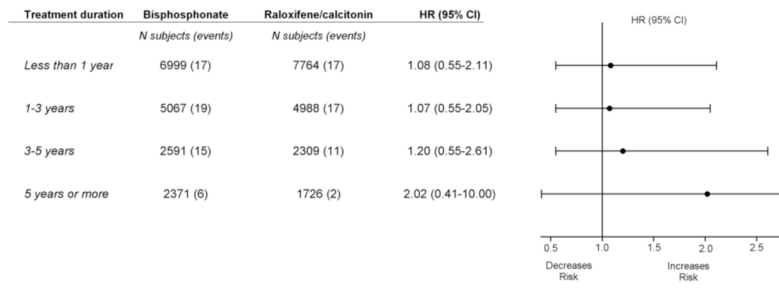 Treatment duration Bisphosphonate Raloxifene/calcitonin HR (95% CI)
HR (95% CI)
N subjects (events) N subjects (events)
Less than 1 year 6999 (17) 7764 (17) 1.08 (0.55-2.11)
1-3 years 5067 (19) 4988 (17) 1.07 (0.55-2.05)
3-5 years 2591 (15) 2309 (11) 1.20 (0.55-2.61)
5 years or more 2371 (6) 1726 (2) 2.02 (0.41-10.00)
0.5 1.0 1.5 2.0 2.5
Decreases Increases
Risk Risk